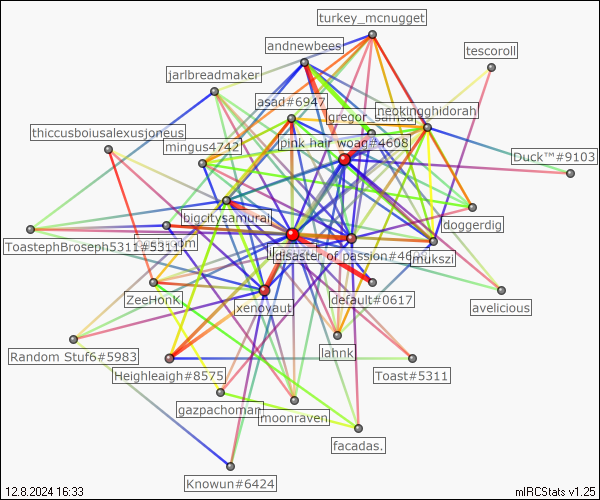 turkey_mcnugget
andnewbees
tescoroll
jarlbreadmaker
asad#6947
gregor_samsa
neokingghidorah
thiccusboiusalexusjoneus
mingus4742
pink hair woag#4608
Duck™#9103
bigcitysamurai
doggerdig
ToastephBroseph5311#5311
disaster of passion#46
mukszi
ZeeHonK
xenoyaut
default#0617
avelicious
Random Stuf6#5983
lahnk
Heighleaigh#8575
Toast#5311
gazpachoman
moonraven
facadas.
Knowun#6424
12.8.2024 16:33
mIRCStats v1.25